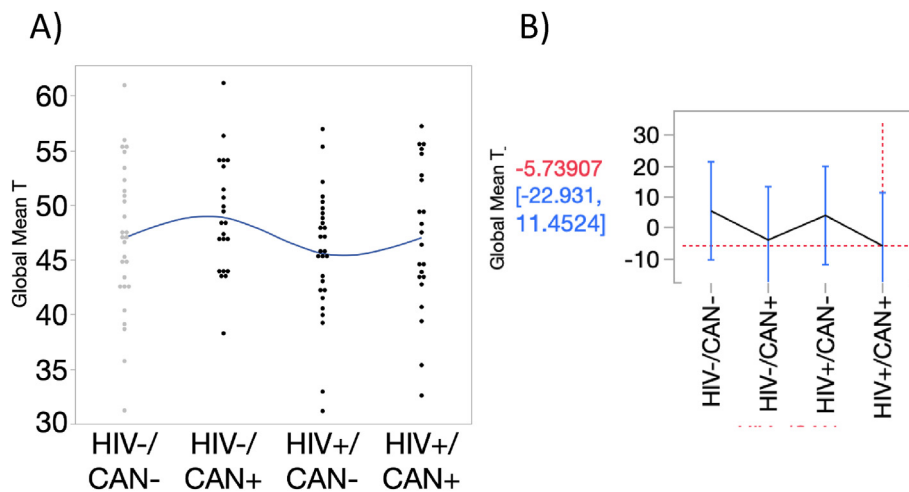 A)
Global Mean T
60
55
50
45
40
35
30
HIV-/
CAN-
HIV-/
CAN+
HIV+/
CAN-
HIV+/
CAN+
B)
Global Mean T
-5.73907
[-22.931,
11.4524]
30
20
10
0
-10
HIV-/CAN-
HIV-/CAN+
HIV+/CAN-
HIV+/CAN+